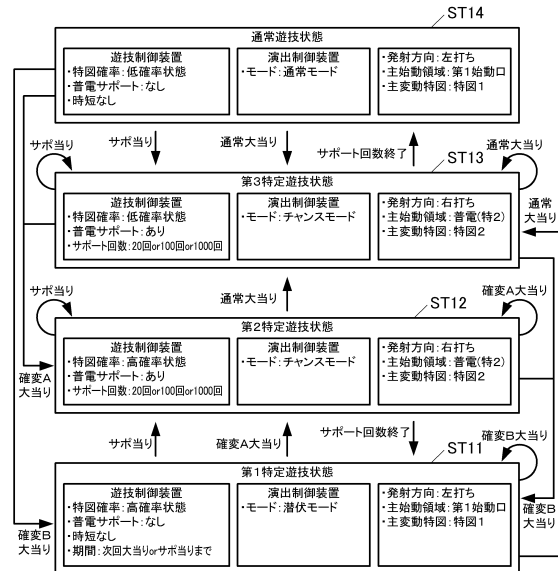 ST14
通常遊技状態
遊技制御装置
・特図確率:低確率状態
・普電サポート:なし
・時短なし
演出制御装置
・モード:通常モード
・発射方向:左打ち
・主始動領域:第1始動口
・主変動特図:特図1
サポ当り
サポ当り
通常大当り
サポート回数終了
通常大当り
ST13
第3特定遊技状態
遊技制御装置
・特図確率:低確率状態
・普電サポート:あり
・サポート回数:20回or100回or1000回
演出制御装置
・モード:チャンスモード
・発射方向:右打ち
・主始動領域:普電(特2)
・主変動特図:特図2
通常
大当り
サポ当り
通常大当り
確変A大当り
ST12
第2特定遊技状態
遊技制御装置
・特図確率:高確率状態
・普電サポート:あり
・サポート回数:20回or100回or1000回
演出制御装置
・モード:チャンスモード
・発射方向:右打ち
・主始動領域:普電(特2)
・主変動特図:特図2
確変A
大当り
サポ当り
確変A大当り
サポート回数終了
確変B大当り
ST11
第1特定遊技状態
遊技制御装置
・特図確率:高確率状態
・普電サポート:なし
・時短なし
・期間:次回大当りorサポ当りまで
演出制御装置
・モード:潜伏モード
・発射方向:左打ち
・主始動領域:第1始動口
・主変動特図:特図1
確変B
大当り
確変B
大当り